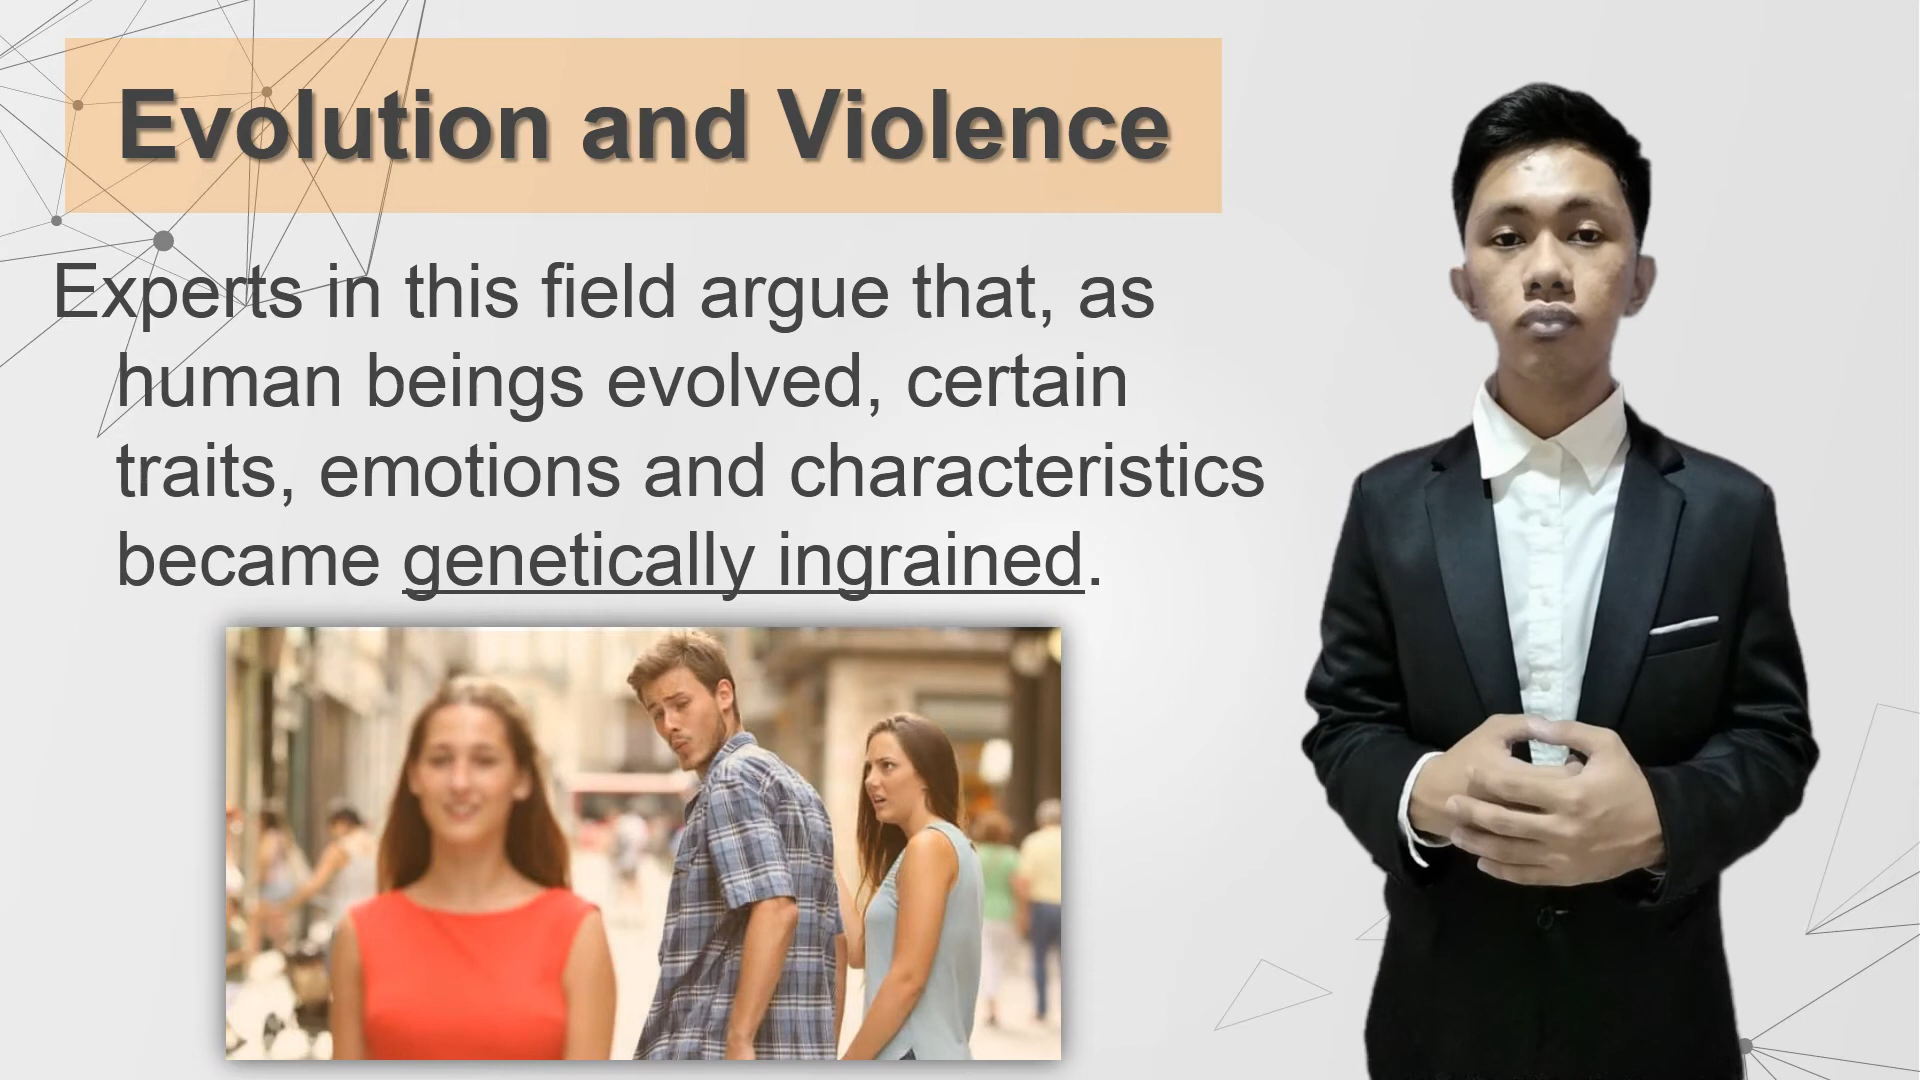 Evolution and Violence
Experts in this field argue that, as
human beings evolved, certain
traits, emotions and characteristics
became genetically ingrained.